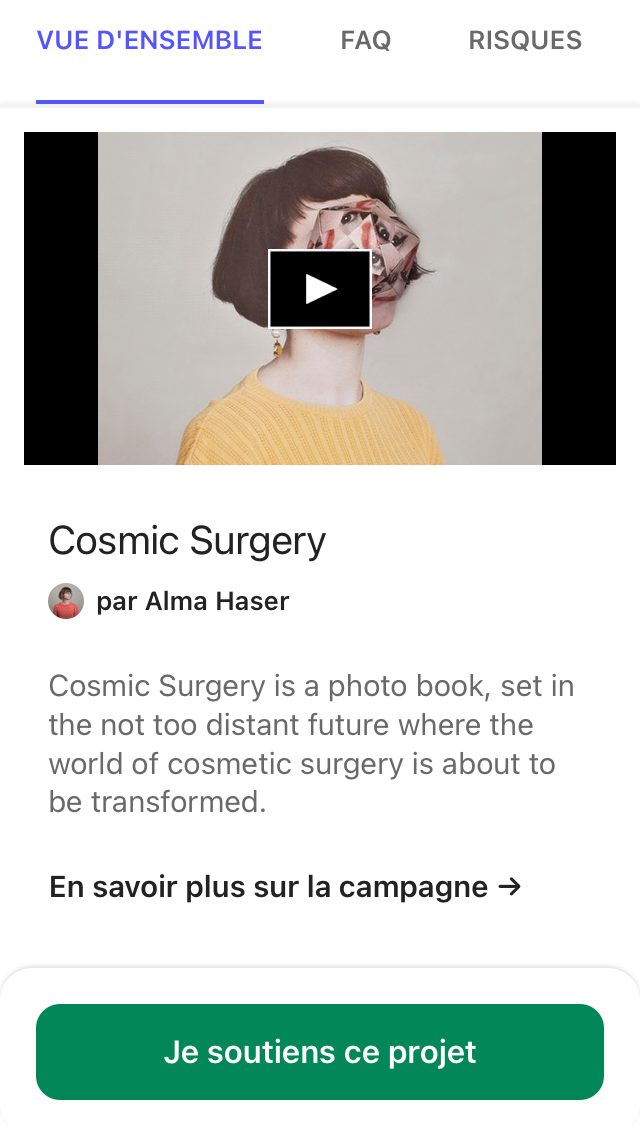 VUE D'ENSEMBLE
FAQ
RISQUES
Cosmic Surgery
par Alma Haser
Cosmic Surgery is a photo book, set in
the not too distant future where the
world of cosmetic surgery is about to
be transformed.
En savoir plus sur la campagne →
Je soutiens ce projet